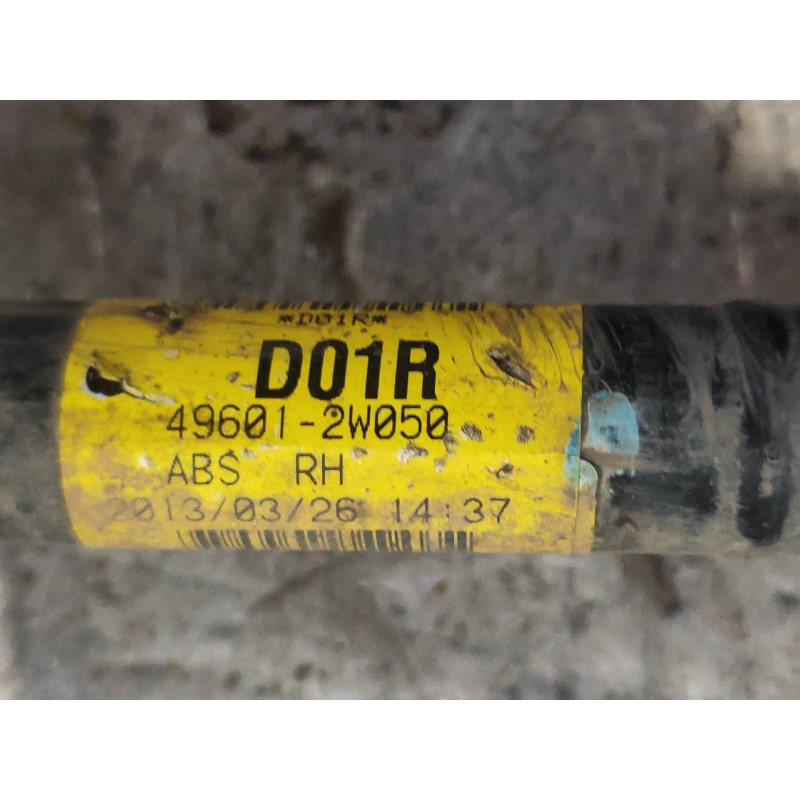 *D01R*
D01R
49601-2W050
ABS RH
2013/03/26 14:37